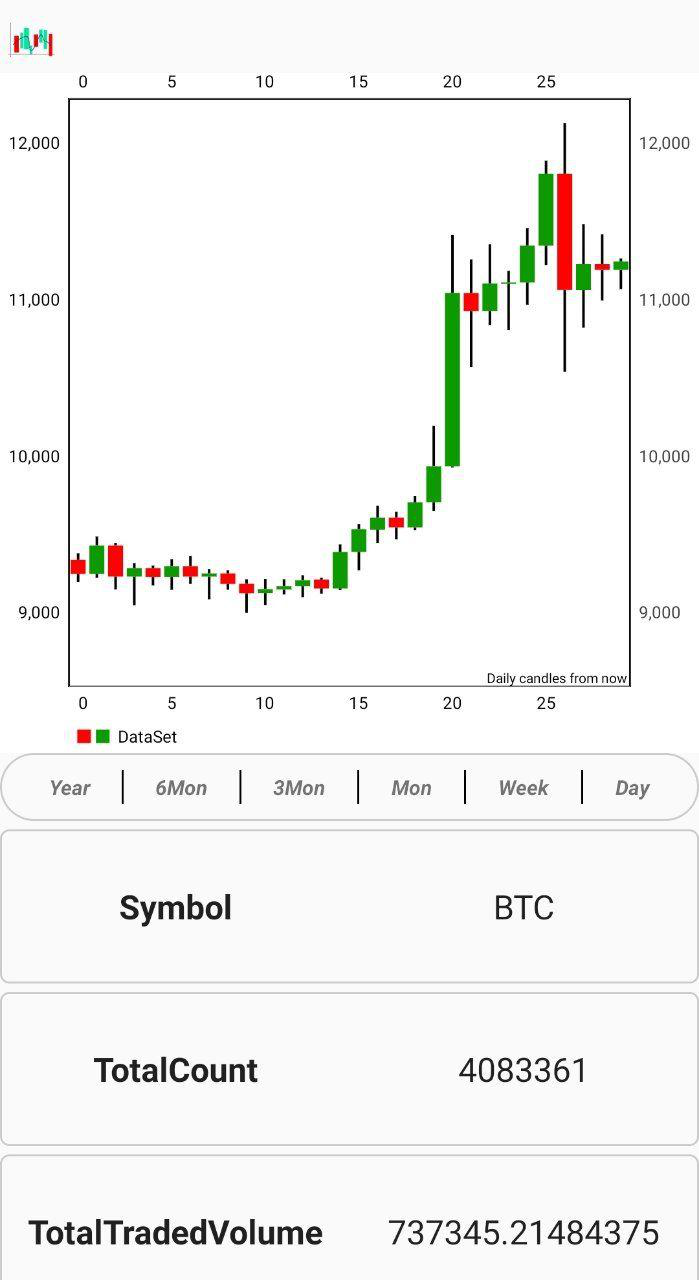 0 5 10 15 20 25
12,000 12,000
11,000 11,000
10,000 10,000
9,000 9,000
Daily candles from now
0 5 10 15 20 25
DataSet
Year 6Mon 3Mon Mon Week Day
Symbol BTC
TotalCount 4083361
TotalTradedVolume 737345.21484375